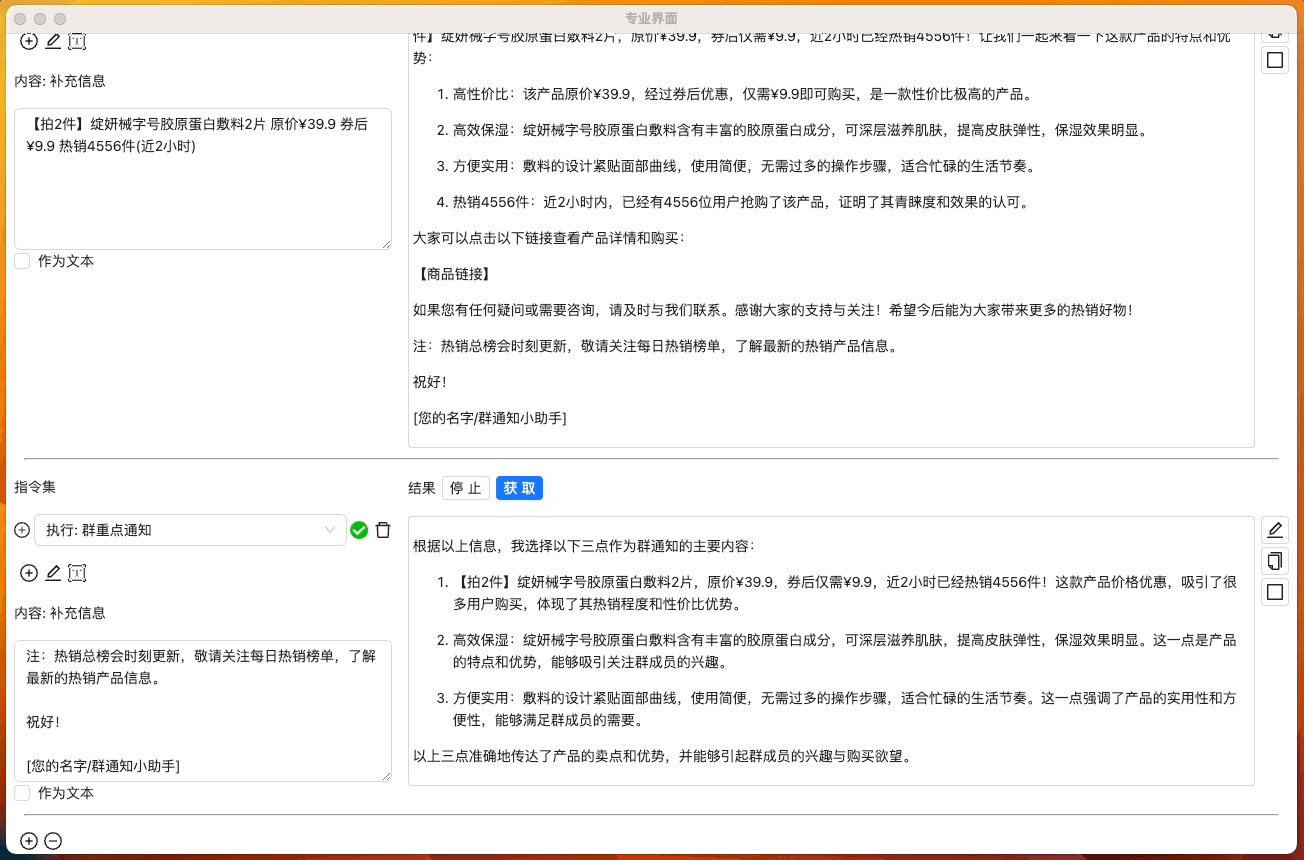 专业界面
内容: 补充信息
【拍2件】绽妍械字号胶原蛋白敷料2片 原价¥39.9 券后
¥9.9 热销4556件(近2小时)
作为文本
件】绽妍械字号胶原蛋白敷料2片，原价¥39.9，券后仅需¥9.9，近2小时已经热销4556件！让我们一起来看一下这款产品的特点和优
势：
1. 高性价比：该产品原价¥39.9，经过券后优惠，仅需¥9.9即可购买，是一款性价比极高的产品。
2. 高效保湿：绽妍械字号胶原蛋白敷料含有丰富的胶原蛋白成分，可深层滋养肌肤，提高皮肤弹性，保湿效果明显。
3. 方便实用：敷料的设计紧贴面部曲线，使用简便，无需过多的操作步骤，适合忙碌的生活节奏。
4. 热销4556件：近2小时内，已经有4556位用户抢购了该产品，证明了其青睐度和效果的认可。
大家可以点击以下链接查看产品详情和购买：
【商品链接】
如果您有任何疑问或需要咨询，请及时与我们联系。感谢大家的支持与关注！希望今后能为大家带来更多的热销好物！
注：热销总榜会时刻更新，敬请关注每日热销榜单，了解最新的热销产品信息。
祝好！
[您的名字/群通知小助手]
指令集
执行: 群重点通知
内容: 补充信息
注：热销总榜会时刻更新，敬请关注每日热销榜单，了解
最新的热销产品信息。
祝好！
[您的名字/群通知小助手]
作为文本
结果 停 止 获 取
根据以上信息，我选择以下三点作为群通知的主要内容：
1. 【拍2件】绽妍械字号胶原蛋白敷料2片，原价¥39.9，券后仅需¥9.9，近2小时已经热销4556件！这款产品价格优惠，吸引了很
多用户购买，体现了其热销程度和性价比优势。
2. 高效保湿：绽妍械字号胶原蛋白敷料含有丰富的胶原蛋白成分，可深层滋养肌肤，提高皮肤弹性，保湿效果明显。这一点是产品
的特点和优势，能够吸引关注群成员的兴趣。
3. 方便实用：敷料的设计紧贴面部曲线，使用简便，无需过多的操作步骤，适合忙碌的生活节奏。这一点强调了产品的实用性和方
便性，能够满足群成员的需要。
以上三点准确地传达了产品的卖点和优势，并能够引起群成员的兴趣与购买欲望。